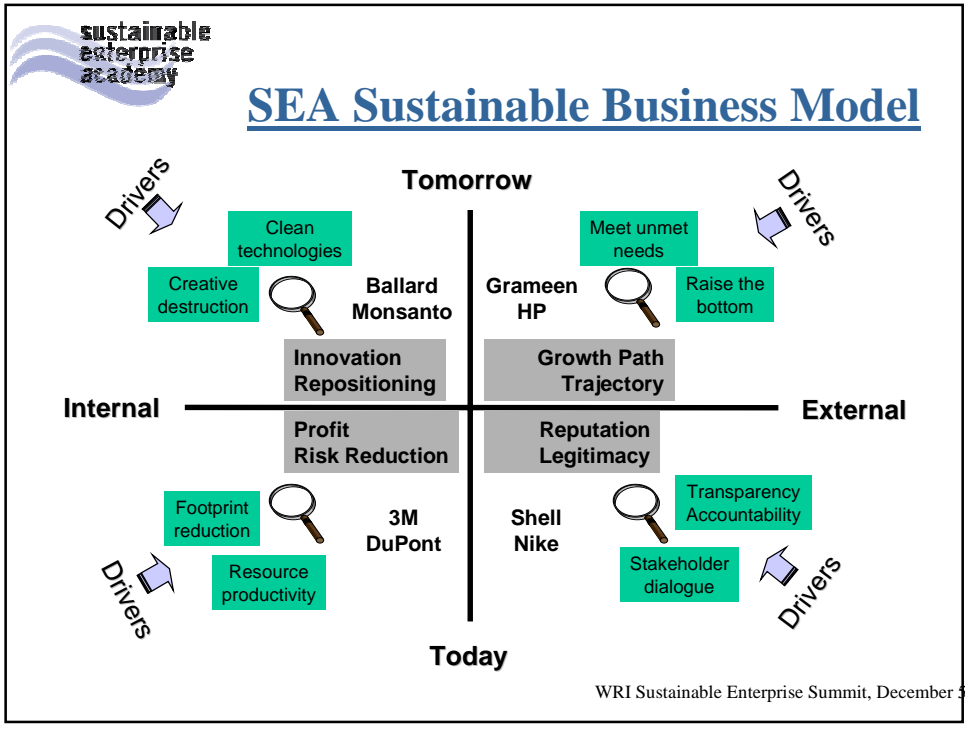 sustainable
enterprise
academy
SEA Sustainable Business Model
Drivers
Tomorrow
Drivers
Clean
technologies
Creative
destruction
Ballard
Monsanto
Grameen
HP
Meet unmet
needs
Raise the
bottom
Innovation
Repositioning
Growth Path
Trajectory
Internal
External
Profit
Risk Reduction
Reputation
Legitimacy
Footprint
reduction
Resource
productivity
3M
DuPont
Shell
Nike
Transparency
Accountability
Stakeholder
dialogue
Drivers
Drivers
Today
WRI Sustainable Enterprise Summit, December 5